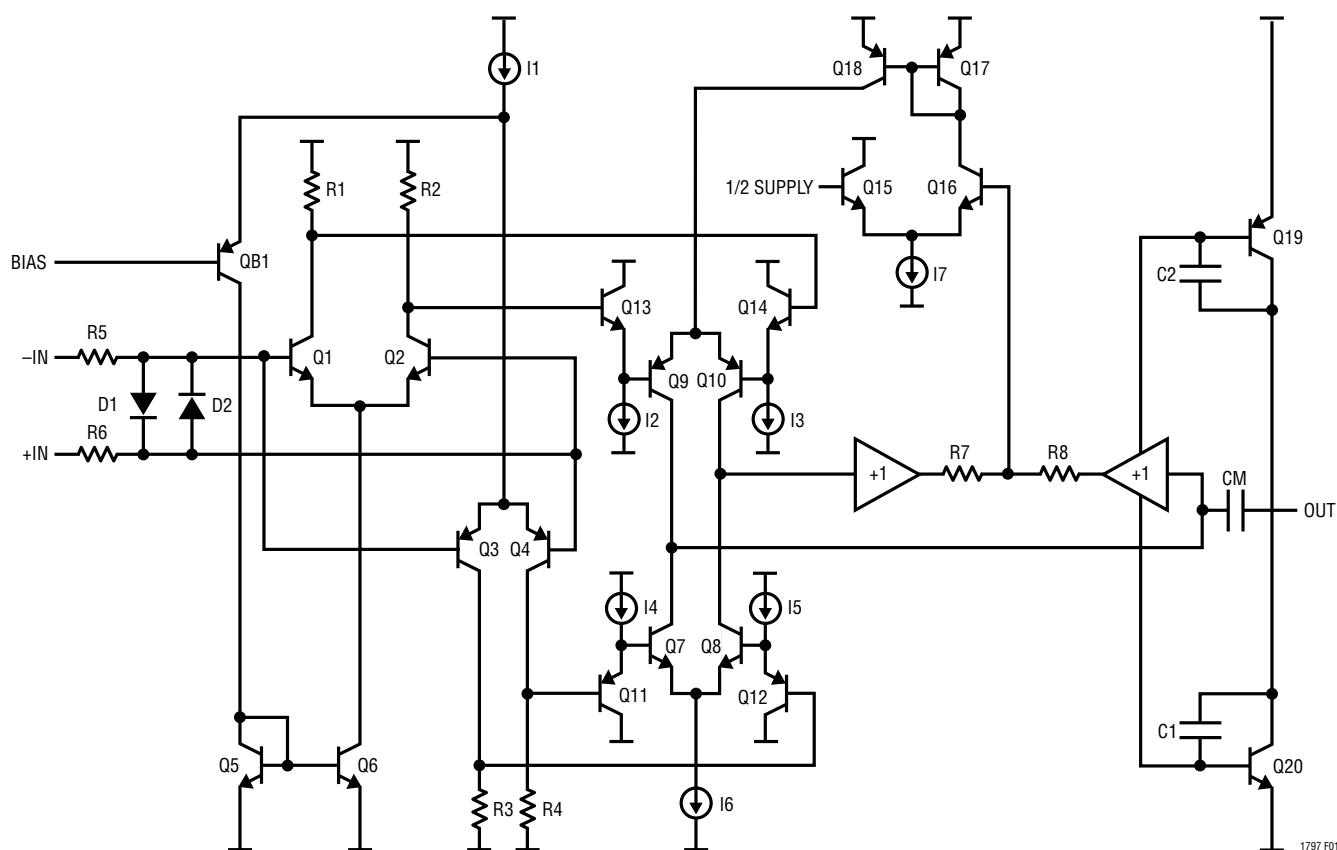 I1
Q18
Q17
R1
R2
1/2 SUPPLY
Q15
Q16
BIAS
QB1
Q19
Q13
Q14
I7
C2
R5
–IN
Q1
Q2
Q9
Q10
D1
D2
I2
I3
R6
+IN
+1
R7
R8
+1
CM
OUT
Q3
Q4
I4
I5
Q7
Q8
Q11
Q12
C1
Q5
Q6
Q20
R3
R4
I6
1797 F01